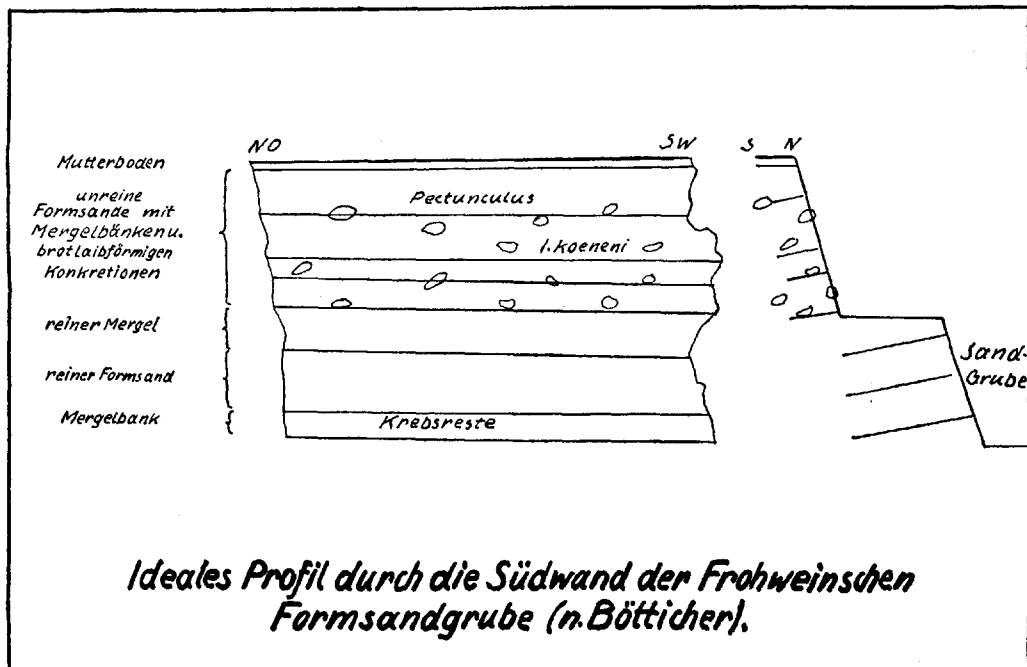 NO
SW
S N
Mutterboden
unreine
Formsande mit
Mergelbänken u.
brotlaibförmigen
Konkretionen
reiner Mergel
reiner Formsand
Mergelbank
Pectunculus
I. koeneni
Krebsreste
Sand-
Grube
Ideales Profil durch die Südwand der Frohweinschen
Formsandgrube (n. Bötticher).